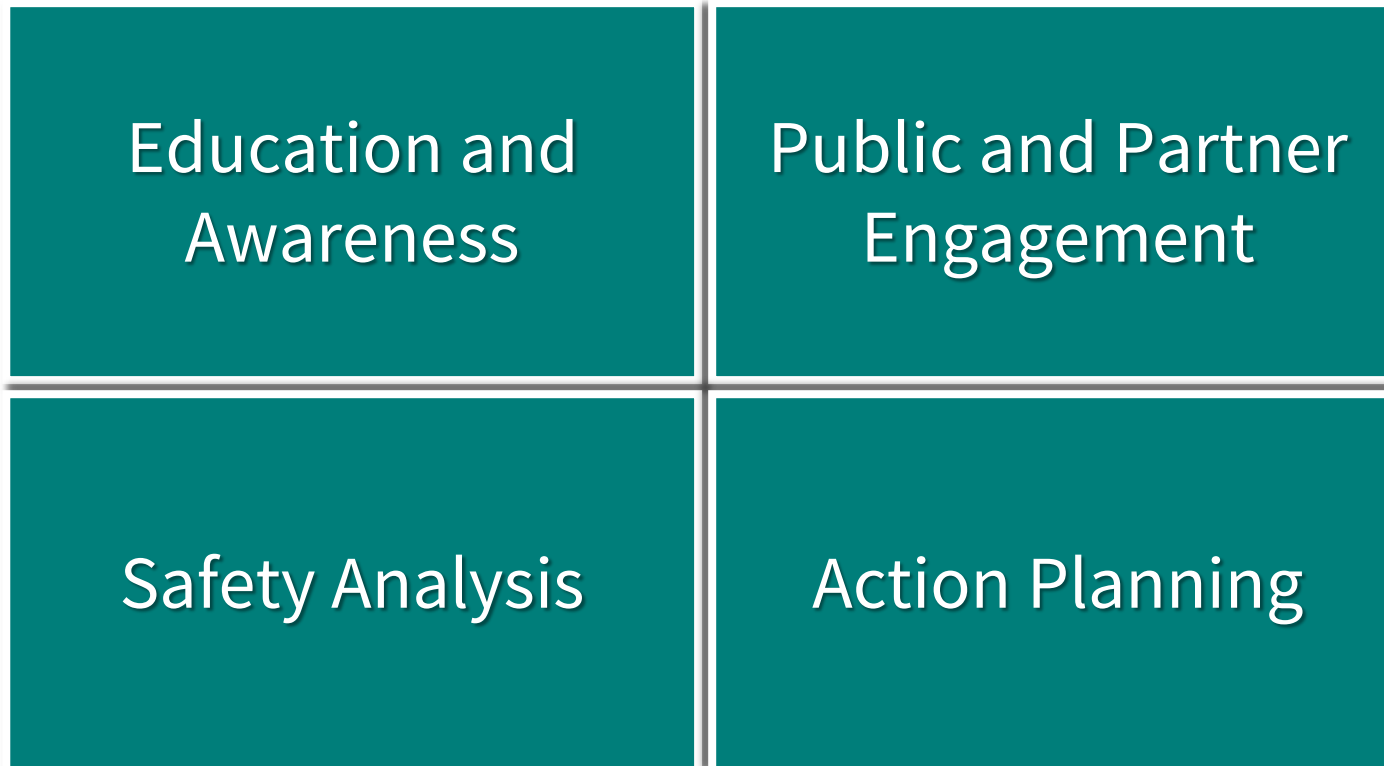 Education and
Awareness
Public and Partner
Engagement
Safety Analysis
Action Planning